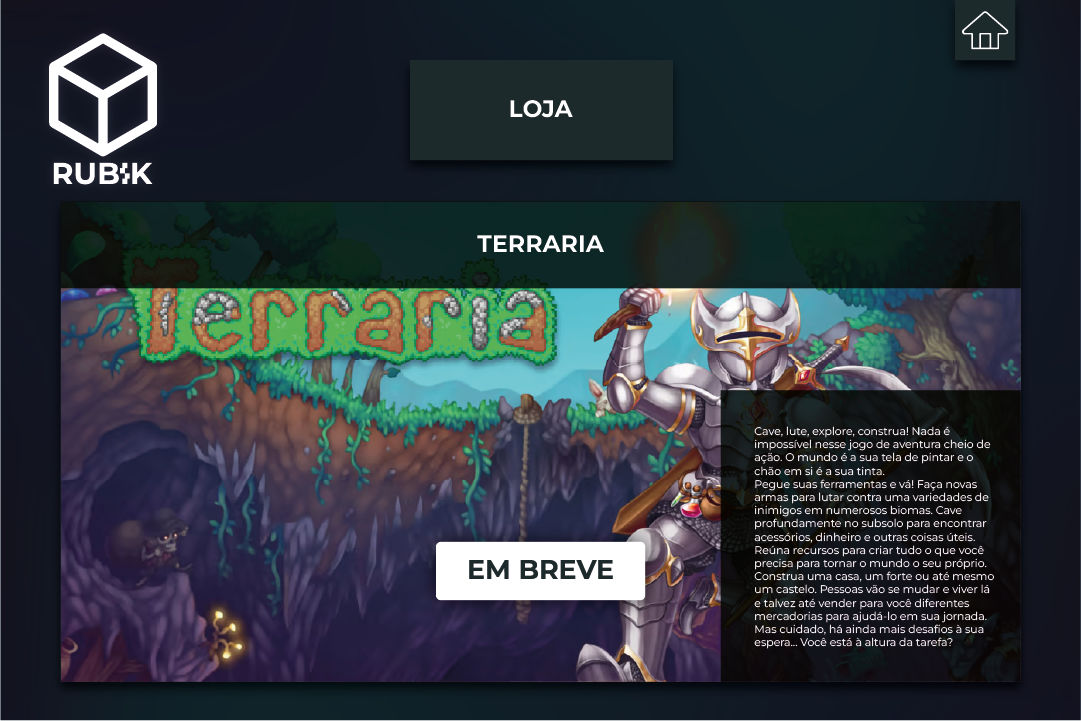 LOJA
RUBIK
TERRARIA
Terraria
Cave, lute, explore, construa! Nada é
impossível nesse jogo de aventura cheio de
ação. O mundo é a sua tela de pintar e o
chão em si é a sua tinta.
Pegue suas ferramentas e vá! Faça novas
armas para lutar contra uma variedades de
inimigos em numerosos biomas. Cave
profundamente no subsolo para encontrar
acessórios, dinheiro e outras coisas úteis.
Reúna recursos para criar tudo o que você
precisa para tornar o mundo o seu próprio.
Construa uma casa, um forte ou até mesmo
um castelo. Pessoas vão se mudar e viver lá
e talvez até vender para você diferentes
mercadorias para ajudá-lo em sua jornada.
Mas cuidado, há ainda mais desafios à sua
espera... Você está à altura da tarefa?
EM BREVE